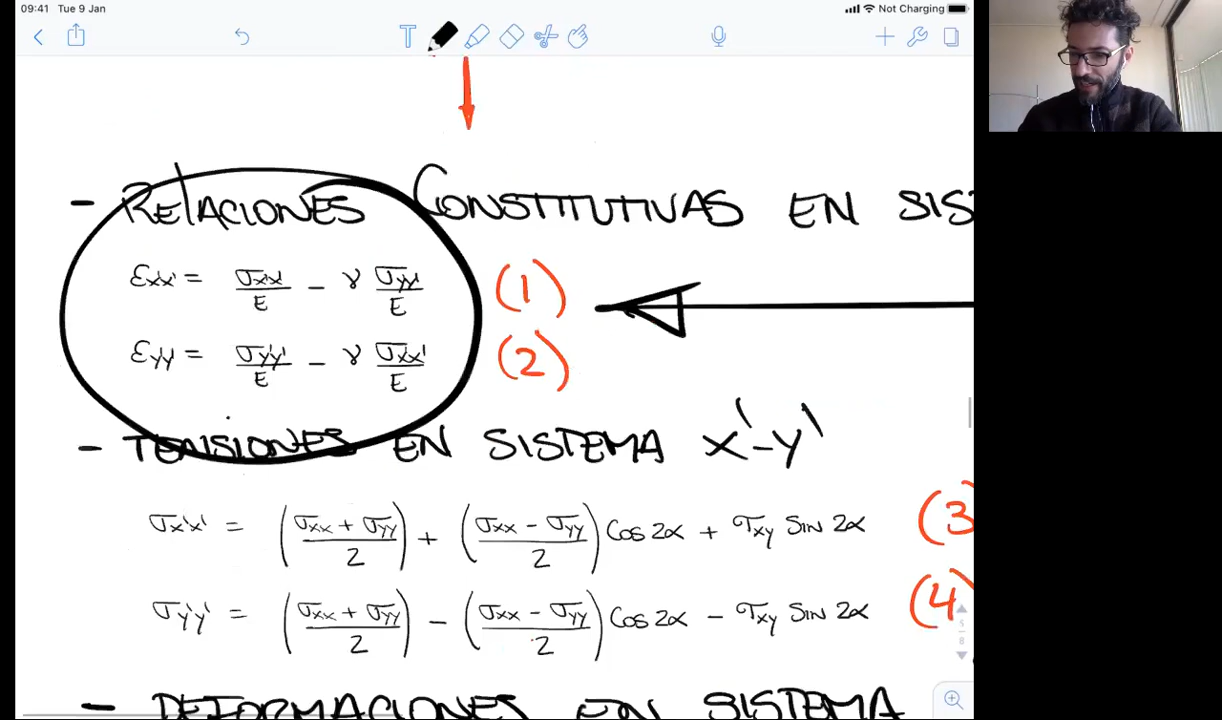 09:41 Tue 9 Jan
Not Charging
T
- RELACIONES CONSTITUTIVAS EN SIS
εx'x' = σx'x'/E - ν σy'y'/E (1)
εy'y' = σy'y'/E - ν σx'x'/E (2)
- TENSIONES EN SISTEMA x'-y'
σx'x' = ((σxx + σyy)/2) + ((σxx - σyy)/2) Cos 2α + τxy Sin 2α (3)
σy'y' = ((σxx + σyy)/2) - ((σxx - σyy)/2) Cos 2α - τxy Sin 2α (4)
5
8
- DEFORMACIONES EN SISTEMA